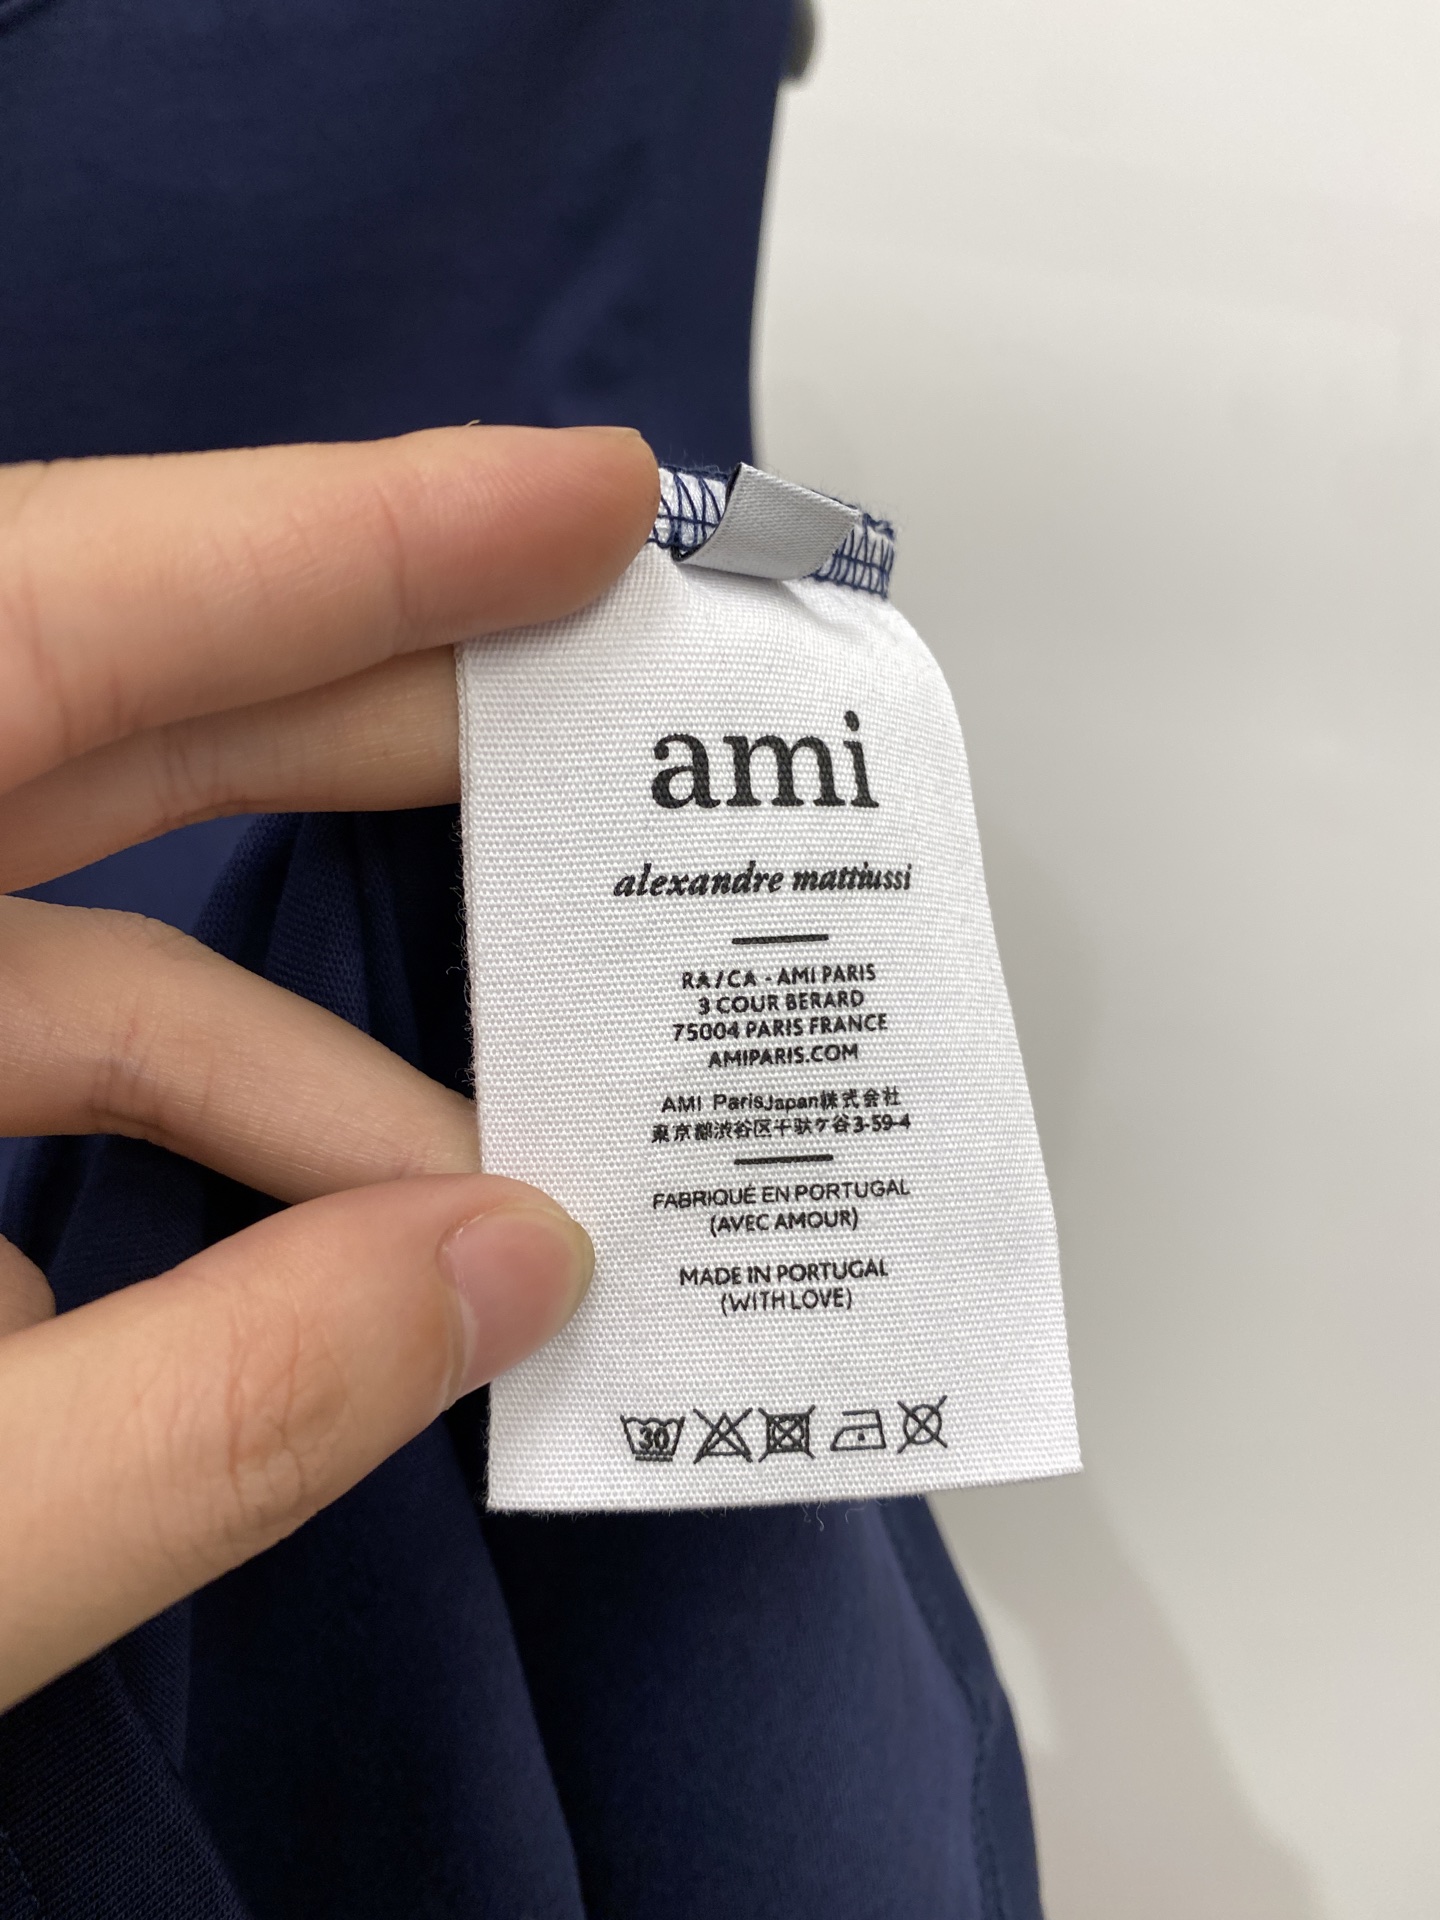 ami
alexandre mattiussi
RA/CA - AMI PARIS
3 COUR BERARD
75004 PARIS FRANCE
AMIPARIS.COM
AMI ParisJapan株式会社
東京都渋谷区千駄ケ谷3-59-4
FABRIQUÉ EN PORTUGAL
(AVEC AMOUR)
MADE IN PORTUGAL
(WITH LOVE)
30